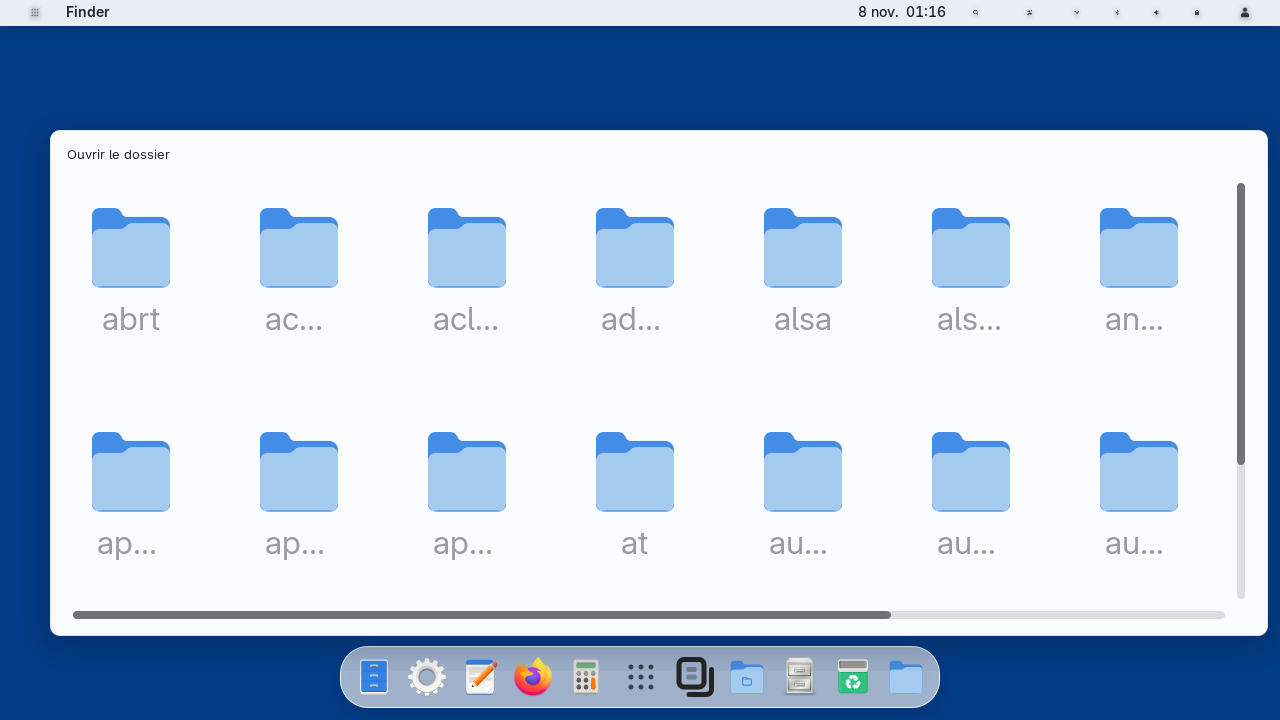 Finder
8 nov. 01:16
Ouvrir le dossier
abrt ac... acl... ad... alsa als... an...
ap... ap... ap... at au... au... au...